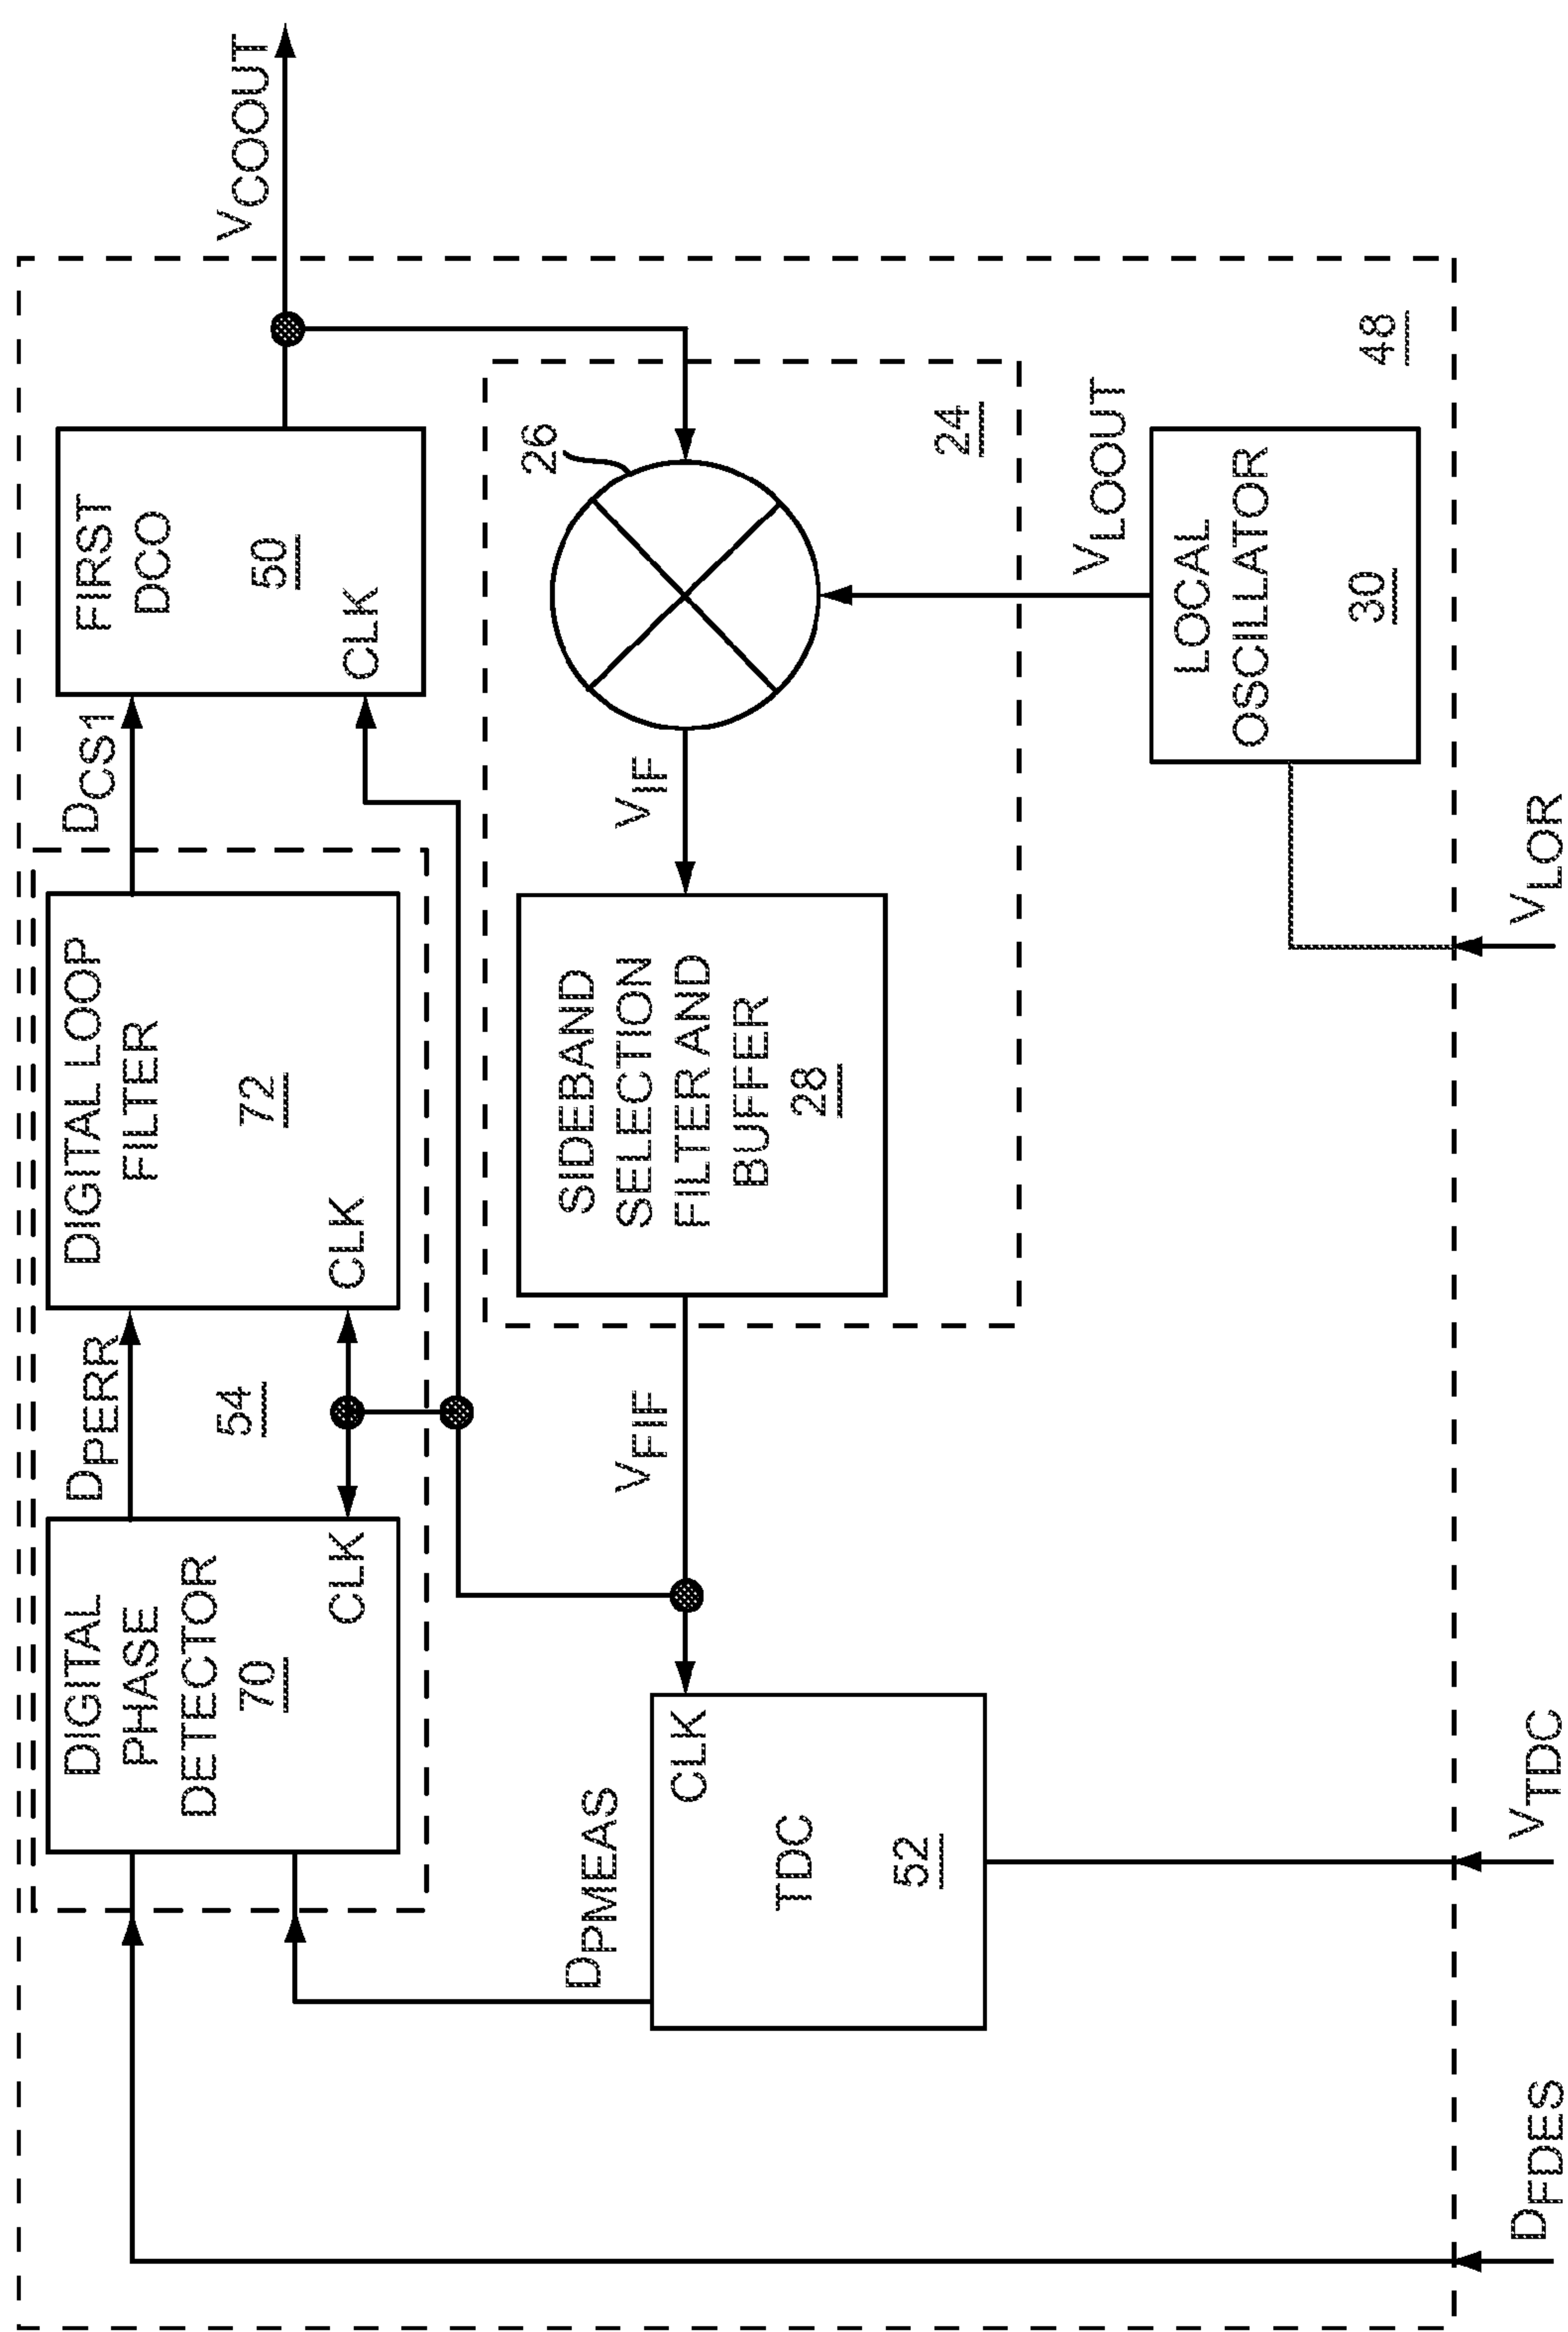 DIGITAL
PHASE
DETECTOR
70
CLK
DPERR
54
DIGITAL LOOP
FILTER
72
CLK
DCS1
FIRST
DCO
50
CLK
VCOOUT
DPMEAS
CLK
TDC
52
VFIF
SIDEBAND
SELECTION
FILTER AND
BUFFER
28
VIF
26
24
VLOOUT
LOCAL
OSCILLATOR
30
48
DFDES
VTDC
VLOR